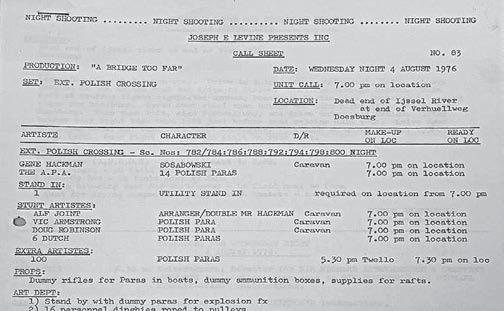 NIGHT SHOOTING ......... NIGHT SHOOTING ......... NIGHT SHOOTING ........ NIGHT SHOOTING
JOSEPH E LEVINE PRESENTS INC
CALL SHEET NO. 83
PRODUCTION: "A BRIDGE TOO FAR" DATE: WEDNESDAY NIGHT 4 AUGUST 1976
SET: EXT. POLISH CROSSING UNIT CALL: 7.00 pm on location
LOCATION: Dead end of Ijssel River
at end of Verhuellweg
Doesburg
ARTISTE CHARACTER D/R MAKE-UP READY
ON LOC ON LOC
EXT. POLISH CROSSING - Sc. Nos: 782/784:786:788:792:794:798:800 NIGHT
GENE HACKMAN SOSABOWSKI Caravan 7.00 pm on location
THE A.P.A. 14 POLISH PARAS 7.00 pm on location
STAND IN:
1 UTILITY STAND IN required on location from 7.00 pm
STUNT ARTISTES:
ALF JOINT ARRANGER/DOUBLE MR HACKMAN Caravan 7.00 pm on location
VIC ARMSTRONG POLISH PARA Caravan 7.00 pm on location
DOUG ROBINSON POLISH PARA Caravan 7.00 pm on location
6 DUTCH POLISH PARAS 7.00 pm on location
EXTRA ARTISTES:
100 POLISH PARAS 5.30 pm Twello 7.30 pm on loc
PROPS:
Dummy rifles for Paras in boats, dummy ammunition boxes, supplies for rafts.
ART DEPT:
1) Stand by with dummy paras for explosion fx
2) 16 personnel dinghies roped to pulleys